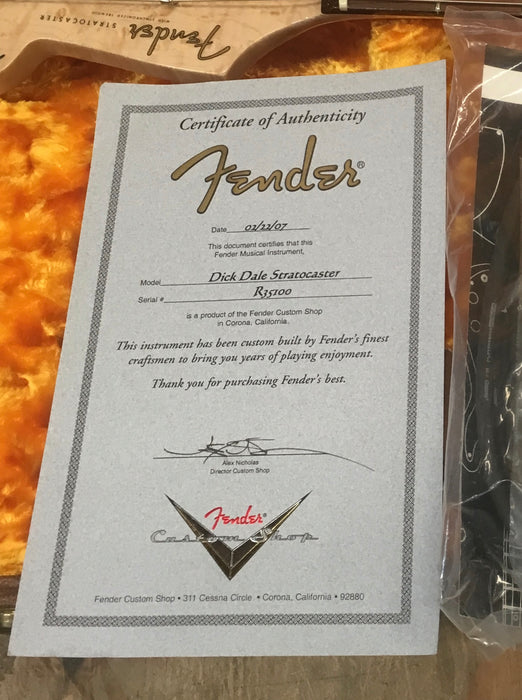 Fender
STRATOCASTER
Certificate of Authenticity
Fender®
Date 02/22/07
This document certifies that this
Fender Musical Instrument,
Model Dick Dale Stratocaster
Serial # R35100
is a product of the Fender Custom Shop
in Corona, California.
This instrument has been custom built by Fender's finest
craftsmen to bring you years of playing enjoyment.
Thank you for purchasing Fender's best.
Alex Nicholas
Director Custom Shop
Fender®
Custom Shop
Fender Custom Shop • 311 Cessna Circle • Corona, California • 92880